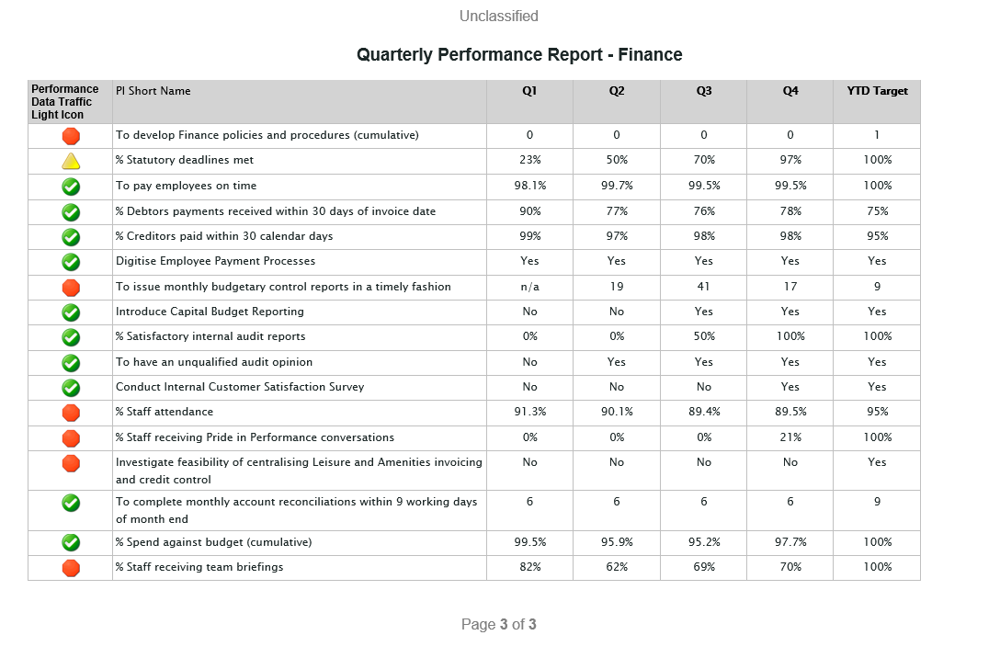 Unclassified
Quarterly Performance Report - Finance
Performance Data Traffic Light Icon PI Short Name Q1 Q2 Q3 Q4 YTD Target
To develop Finance policies and procedures (cumulative) 0 0 0 0 1
% Statutory deadlines met 23% 50% 70% 97% 100%
To pay employees on time 98.1% 99.7% 99.5% 99.5% 100%
% Debtors payments received within 30 days of invoice date 90% 77% 76% 78% 75%
% Creditors paid within 30 calendar days 99% 97% 98% 98% 95%
Digitise Employee Payment Processes Yes Yes Yes Yes Yes
To issue monthly budgetary control reports in a timely fashion n/a 19 41 17 9
Introduce Capital Budget Reporting No No Yes Yes Yes
% Satisfactory internal audit reports 0% 0% 50% 100% 100%
To have an unqualified audit opinion No Yes Yes Yes Yes
Conduct Internal Customer Satisfaction Survey No No No Yes Yes
% Staff attendance 91.3% 90.1% 89.4% 89.5% 95%
% Staff receiving Pride in Performance conversations 0% 0% 0% 21% 100%
Investigate feasibility of centralising Leisure and Amenities invoicing No No No No Yes
and credit control
To complete monthly account reconciliations within 9 working days 6 6 6 6 9
of month end
% Spend against budget (cumulative) 99.5% 95.9% 95.2% 97.7% 100%
% Staff receiving team briefings 82% 62% 69% 70% 100%
Page 3 of 3